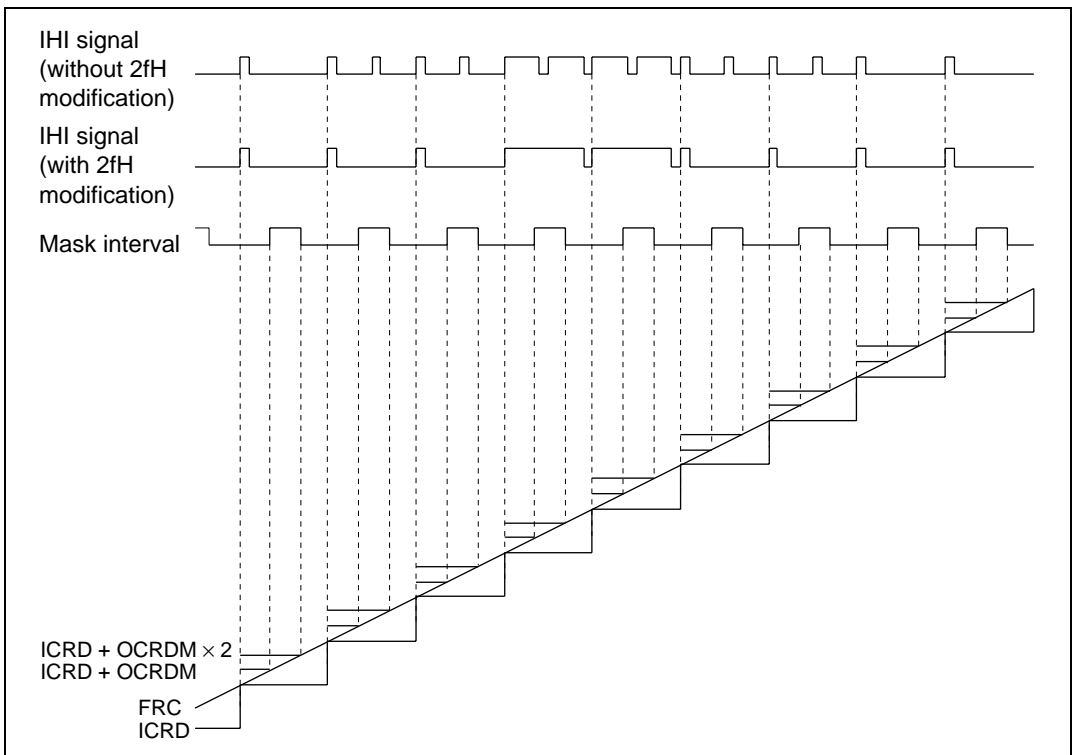 IHI signal
(without 2fH
modification)
IHI signal
(with 2fH
modification)
Mask interval
ICRD + OCRDM × 2
ICRD + OCRDM
FRC
ICRD